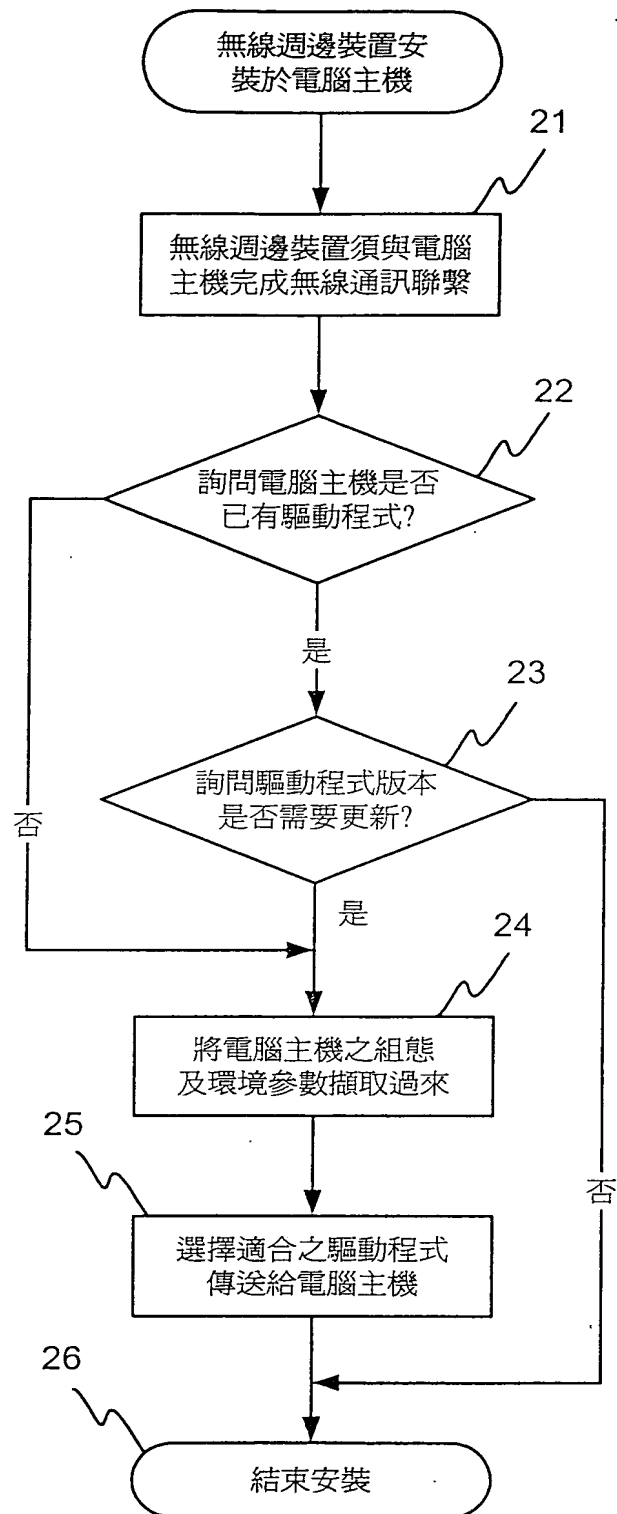 無線週邊裝置安
裝於電腦主機
21
無線週邊裝置須與電腦
主機完成無線通訊聯繫
22
詢問電腦主機是否
已有驅動程式?
是
23
詢問驅動程式版本
是否需要更新?
否
是
24
將電腦主機之組態
及環境參數擷取過來
25
否
選擇適合之驅動程式
傳送給電腦主機
26
結束安裝